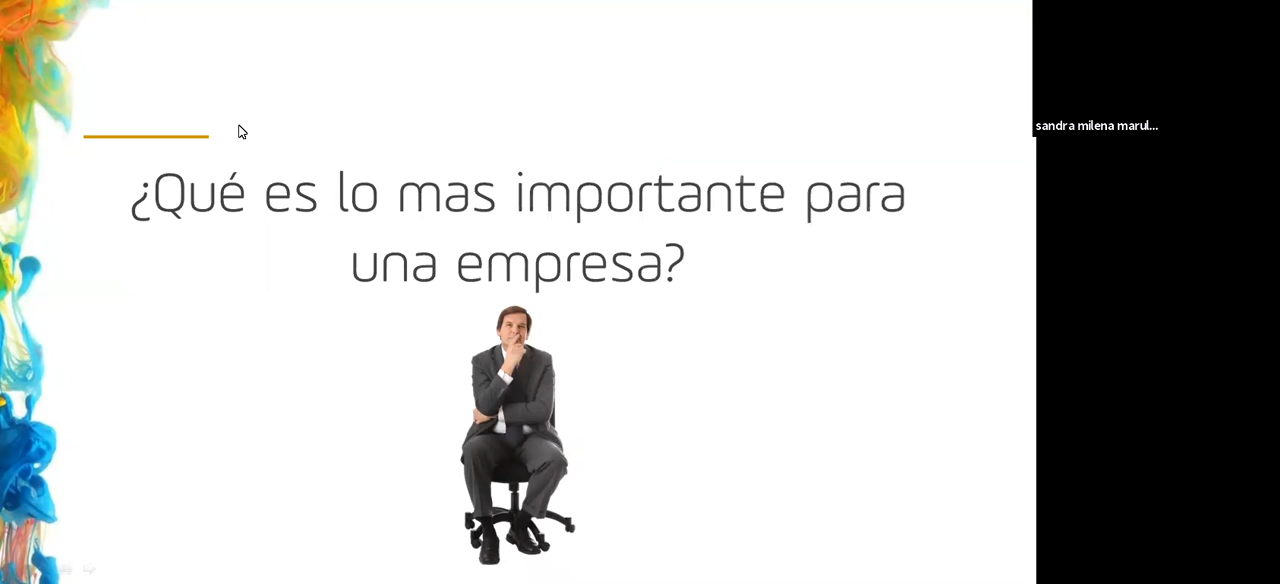 sandra milena marul...
¿Qué es lo mas importante para
una empresa?